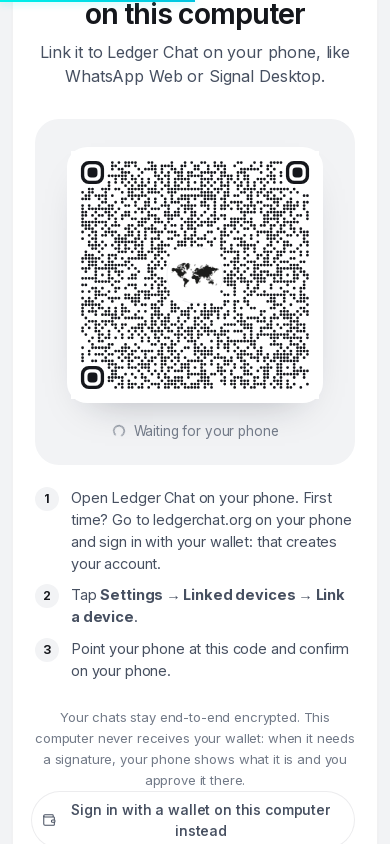 on this computer
Link it to Ledger Chat on your phone, like
WhatsApp Web or Signal Desktop.
Waiting for your phone
1 Open Ledger Chat on your phone. First
time? Go to ledgerchat.org on your phone
and sign in with your wallet: that creates
your account.
2 Tap Settings → Linked devices → Link
a device.
3 Point your phone at this code and confirm
on your phone.
Your chats stay end-to-end encrypted. This
computer never receives your wallet: when it needs
a signature, your phone shows what it is and you
approve it there.
Sign in with a wallet on this computer
instead